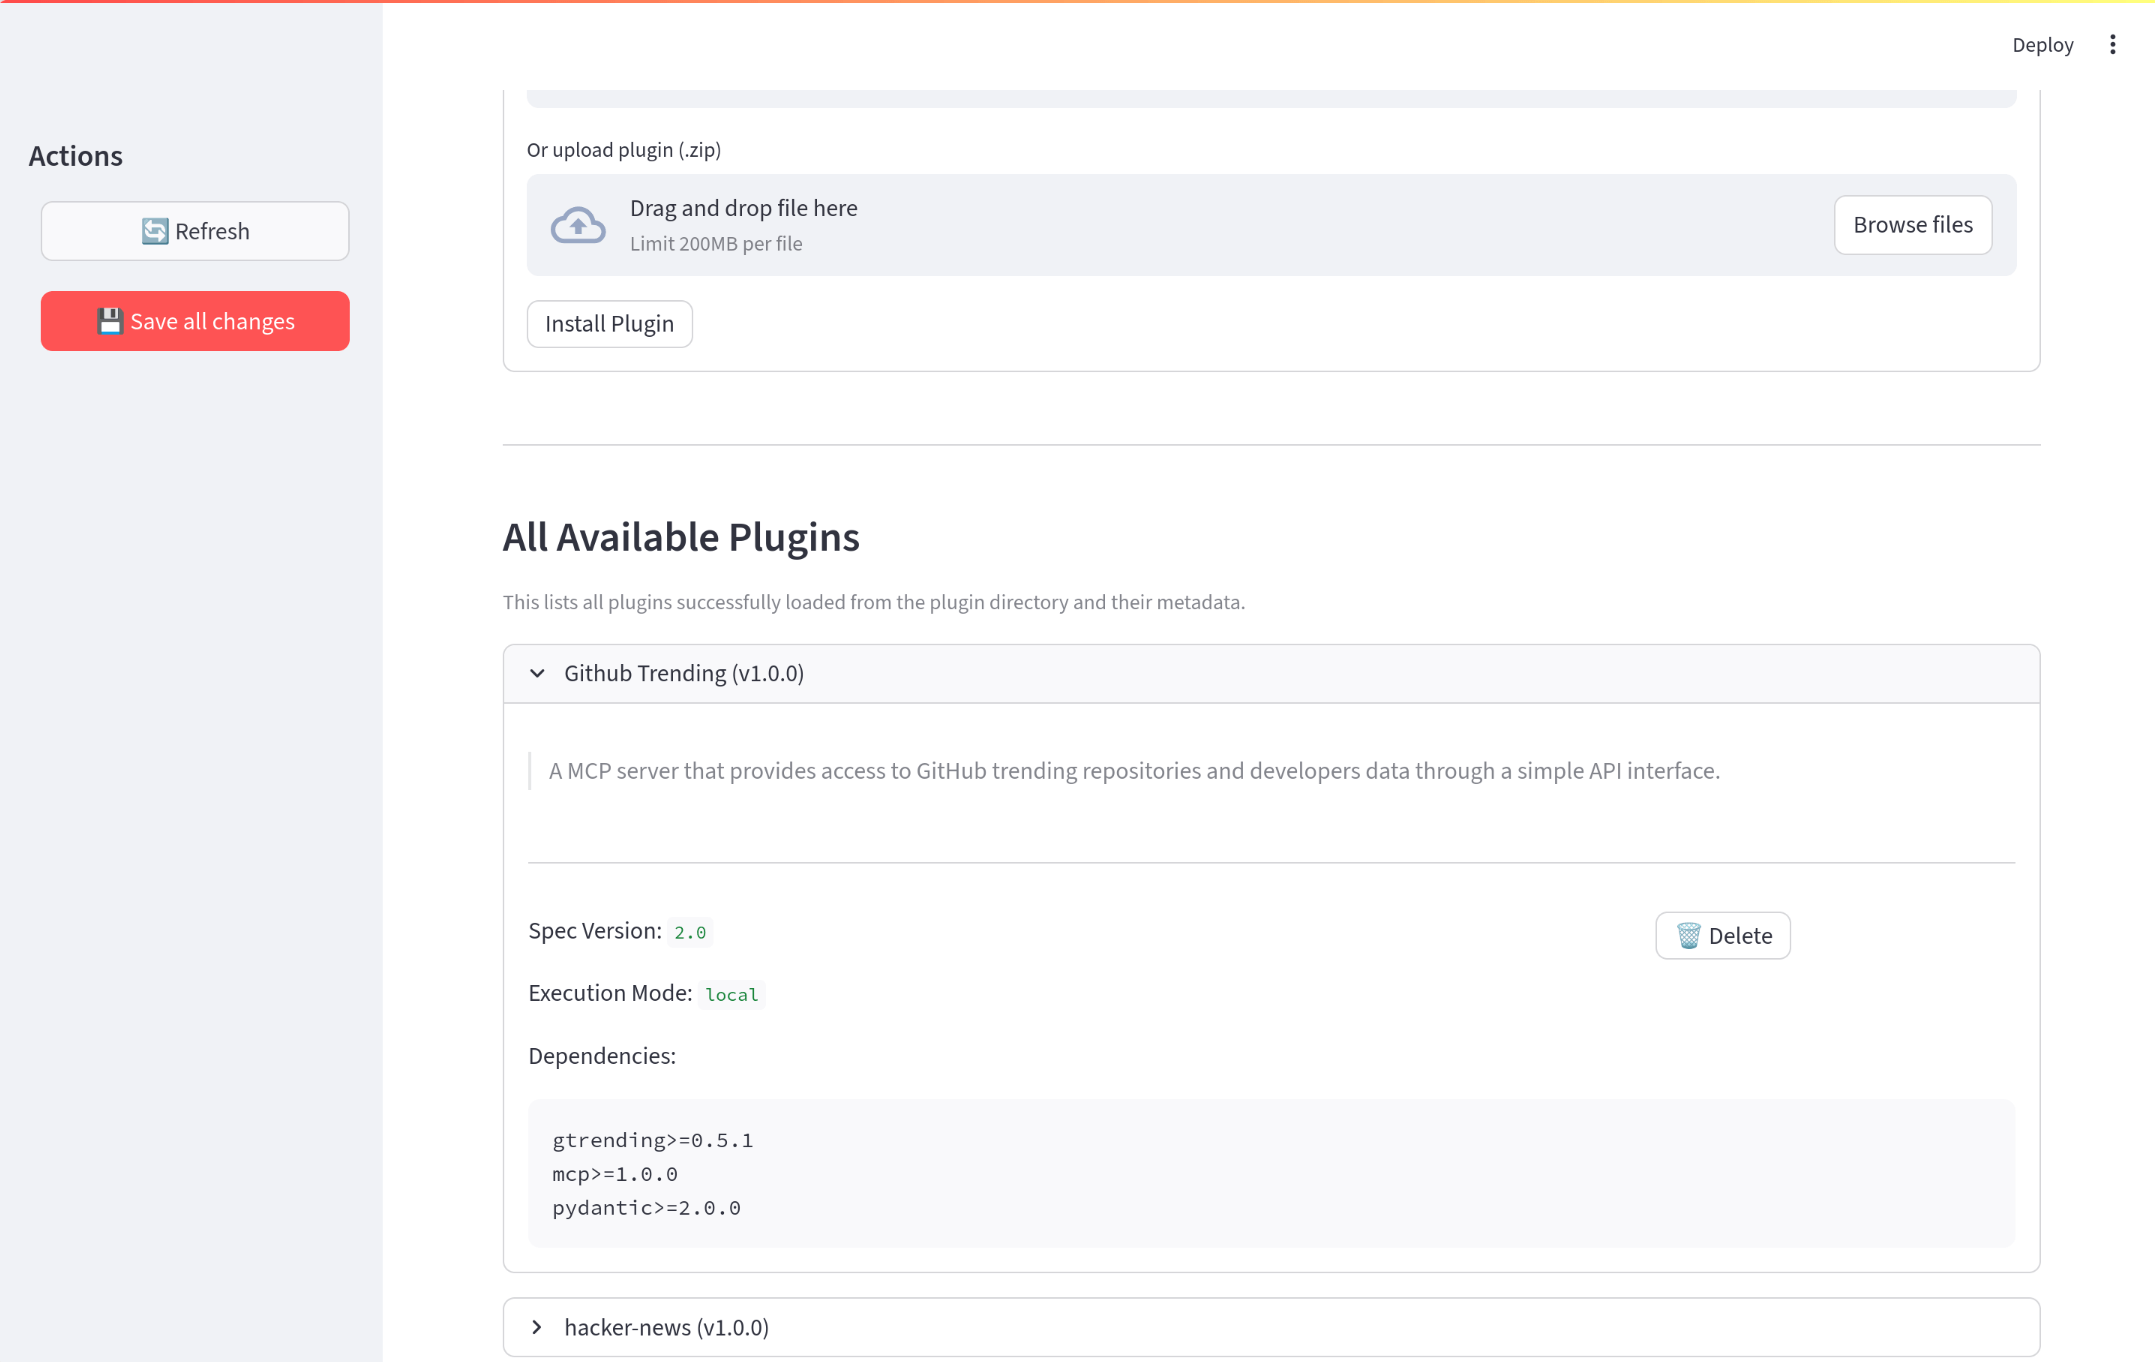 Deploy
Actions
🔄 Refresh
💾 Save all changes
Or upload plugin (.zip)
Drag and drop file here
Limit 200MB per file
Browse files
Install Plugin
All Available Plugins
This lists all plugins successfully loaded from the plugin directory and their metadata.
Github Trending (v1.0.0)
A MCP server that provides access to GitHub trending repositories and developers data through a simple API interface.
Spec Version: 2.0
🗑️ Delete
Execution Mode: local
Dependencies:
gtrending>=0.5.1
mcp>=1.0.0
pydantic>=2.0.0
hacker-news (v1.0.0)